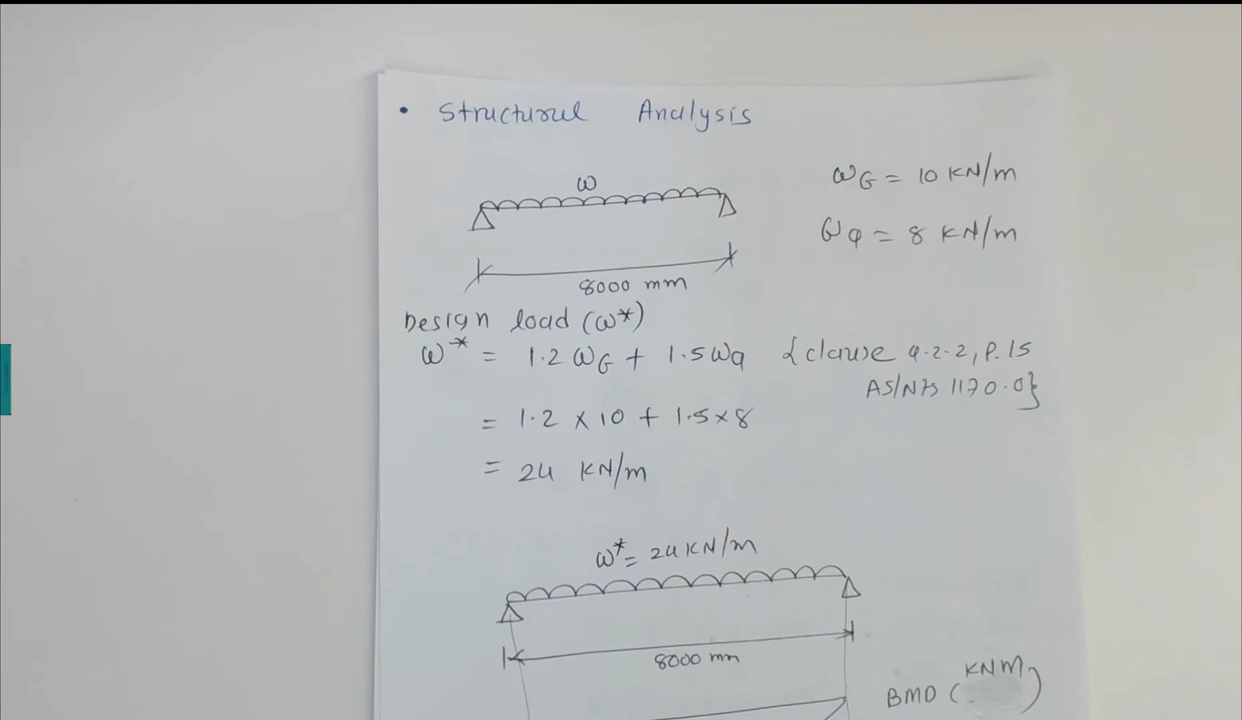 • Structural Analysis
ω
ωG = 10 KN/m
ωq = 8 KN/m
8000 mm
Design load (ω*)
ω* = 1.2 ωG + 1.5ωq {clause 4.2.2, P.15
AS/NZS 1170.0}
= 1.2 × 10 + 1.5×8
= 24 KN/m
ω* = 24 KN/m
8000 mm
BMD (KNM)